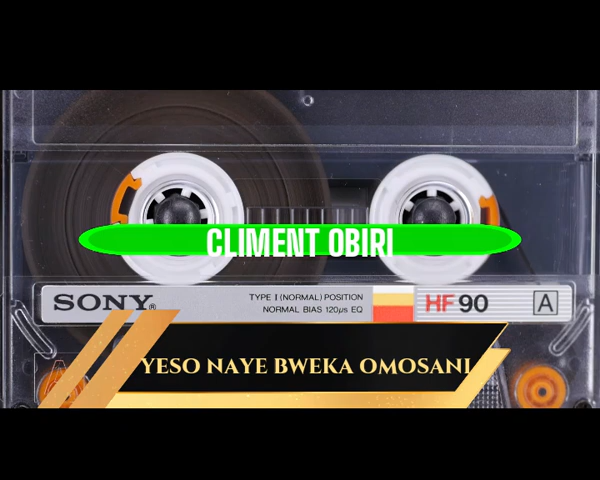 CLIMENT OBIRI
SONY®
TYPE I (NORMAL) POSITION
NORMAL BIAS 120µs EQ
HF 90
A
YESO NAYE BWEKA OMOSANI